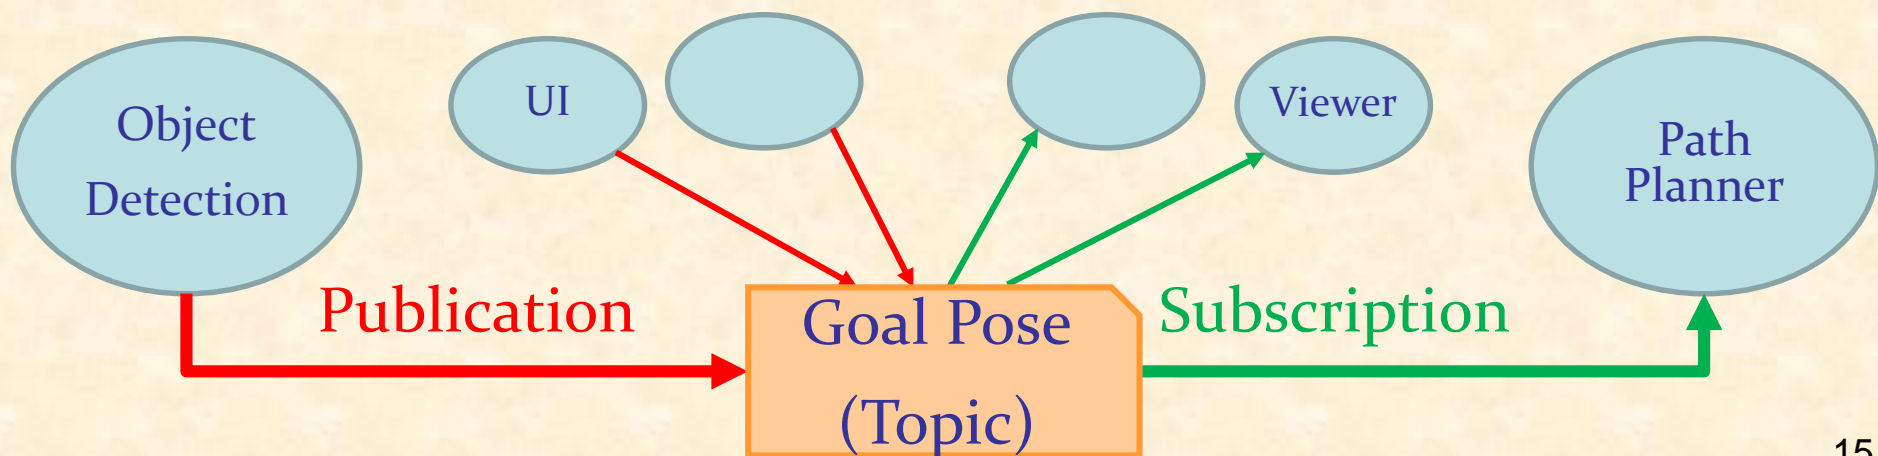 Object
Detection
UI
Viewer
Path
Planner
Publication
Goal Pose
(Topic)
Subscription
15